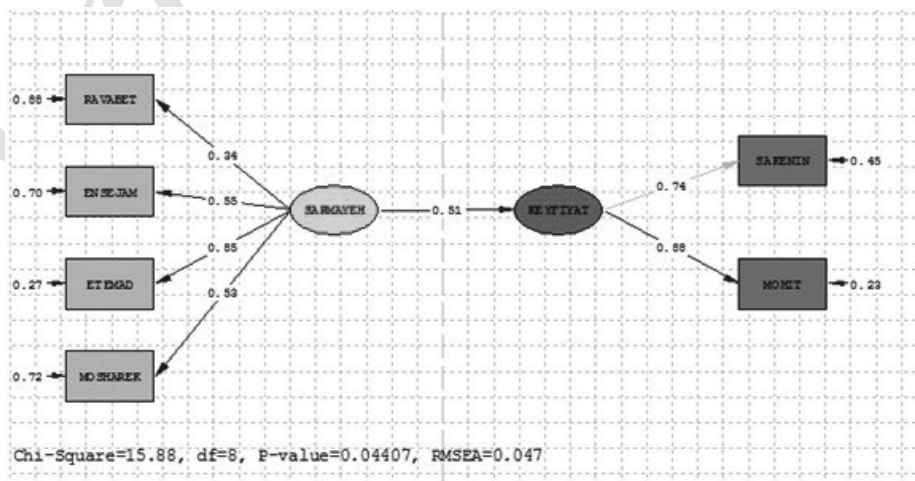 0.88 RAVABET
0.34
SAKENIN 0.45
0.70 ENSEJAM
0.55
0.74
SARMAYEH 0.51 KEYFIYAT
0.85
0.88
0.27 ETEMAD
0.53
MOHIT 0.23
0.72 MOSHAREK
Chi-Square=15.88, df=8, P-value=0.04407, RMSEA=0.047